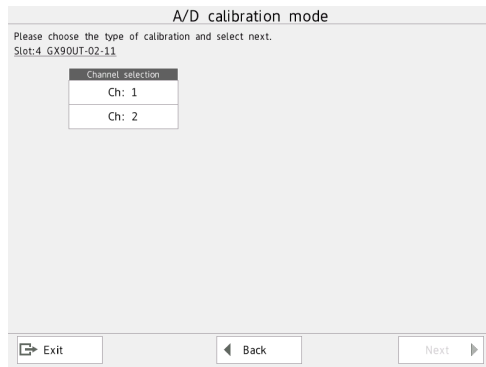 A/D calibration mode
Please choose the type of calibration and select next.
Slot:4 GX90UT-02-11
Channel selection
Ch: 1
Ch: 2
Exit
Back
Next